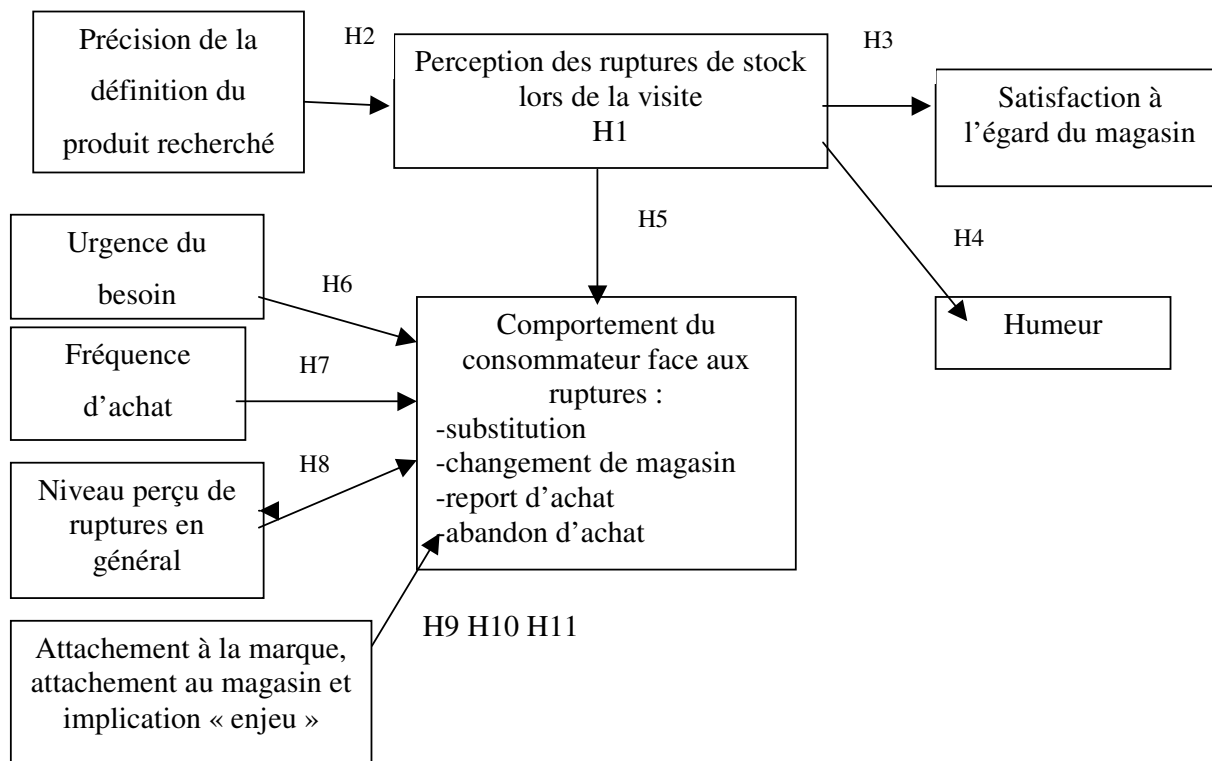 Précision de la
définition du
produit recherché
H2
Perception des ruptures de stock
lors de la visite
H1
H3
Satisfaction à
l’égard du magasin
H5
H4
Humeur
Urgence du
besoin
H6
Fréquence
d’achat
H7
Comportement du
consommateur face aux
ruptures :
-substitution
-changement de magasin
-report d’achat
-abandon d’achat
Niveau perçu de
ruptures en
général
H8
H9 H10 H11
Attachement à la marque,
attachement au magasin et
implication « enjeu »